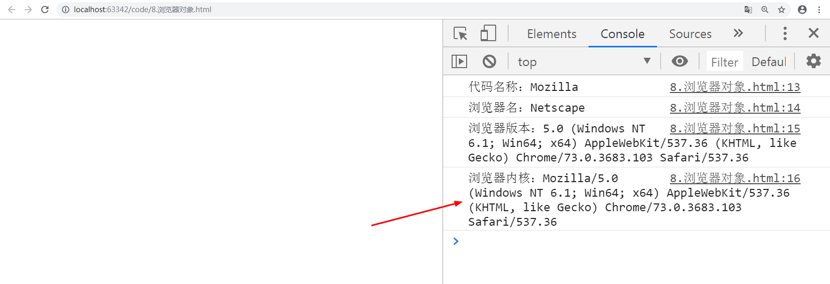 localhost:63342/code/8.浏览器对象.html
Elements Console Sources »
top Filter Defaul
代码名称：Mozilla 8.浏览器对象.html:13
浏览器名：Netscape 8.浏览器对象.html:14
浏览器版本：5.0 (Windows NT 8.浏览器对象.html:15
6.1; Win64; x64) AppleWebKit/537.36 (KHTML, like
Gecko) Chrome/73.0.3683.103 Safari/537.36
浏览器内核：Mozilla/5.0 8.浏览器对象.html:16
(Windows NT 6.1; Win64; x64) AppleWebKit/537.36
(KHTML, like Gecko) Chrome/73.0.3683.103
Safari/537.36